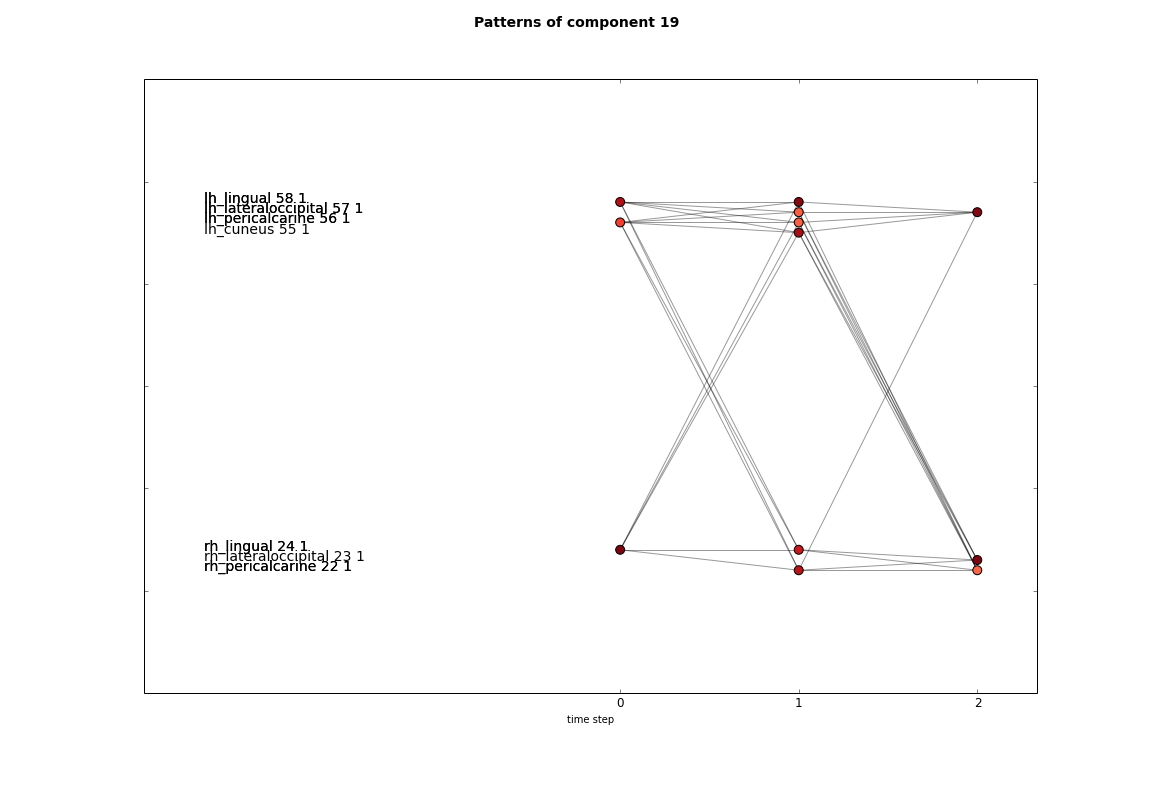 Patterns of component 19
lh_lingual 58 1
lh_lateraloccipital 57 1
lh_pericalcarine 56 1
lh_cuneus 55 1
rh_lingual 24 1
rh_lateraloccipital 23 1
rh_pericalcarine 22 1
0 1 2
time step